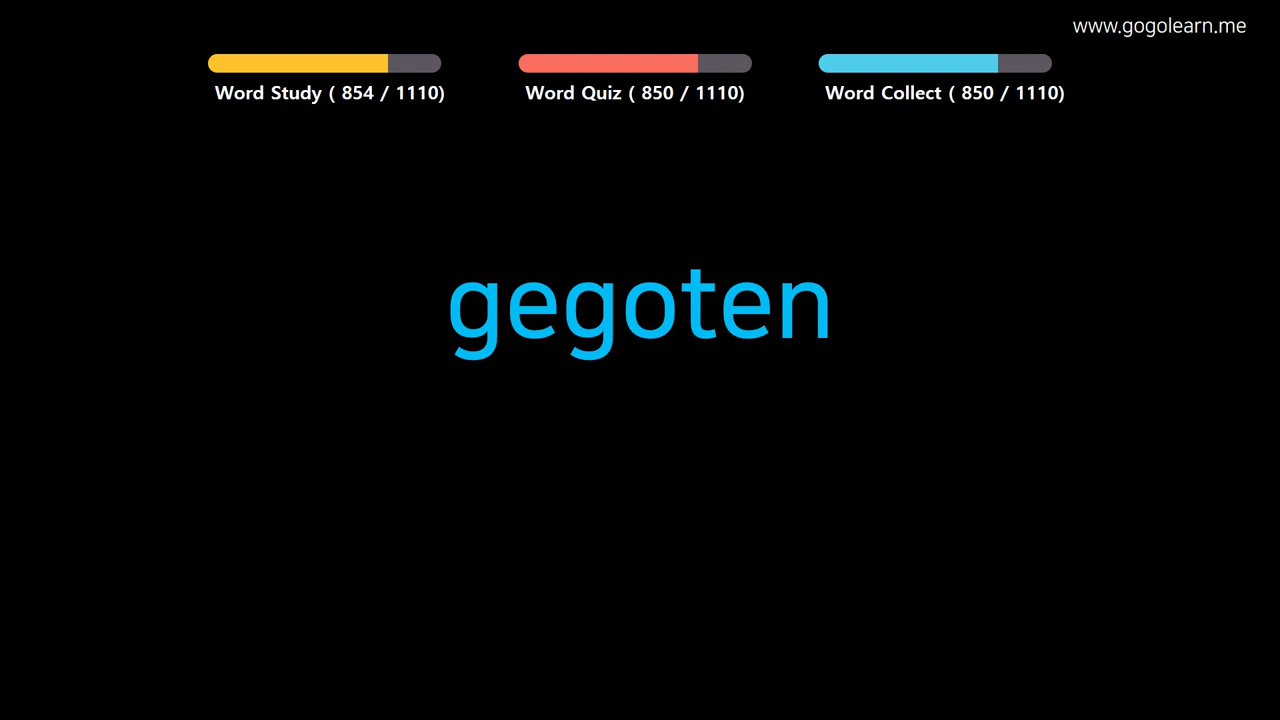 www.gogolearn.me
Word Study ( 854 / 1110)
Word Quiz ( 850 / 1110)
Word Collect ( 850 / 1110)
gegoten